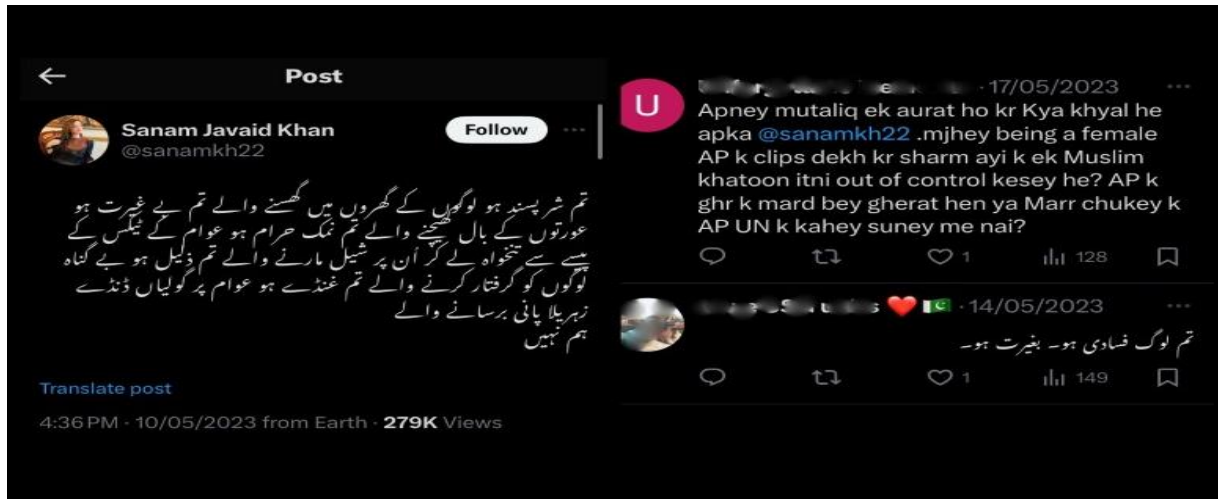 Post
Sanam Javaid Khan
@sanamkh22
Follow
تم شر پسند ہو لوگوں کے گھروں میں گھسنے والے تم بے غیرت ہو
عورتوں کے بال کھینچنے والے تم نمک حرام ہو عوام کے ٹیکس کے
پیسے سے تنخواہ لے کر اُن پر شیل مارنے والے تم ذلیل ہو بے گناہ
لوگوں کو گرفتار کرنے والے تم غنڈے ہو عوام پر گولیاں ڈنڈے
زہریلا پانی برسانے والے
ہم نہیں
Translate post
4:36 PM · 10/05/2023 from Earth · 279K Views
U
· 17/05/2023
Apney mutaliq ek aurat ho kr Kya khyal he
apka @sanamkh22 .mjhey being a female
AP k clips dekh kr sharm ayi k ek Muslim
khatoon itni out of control kesey he? AP k
ghr k mard bey gherat hen ya Marr chukey k
AP UN k kahey suney me nai?
1 128
· 14/05/2023
تم لوگ فسادی ہو۔ بغیرت ہو۔
1 149